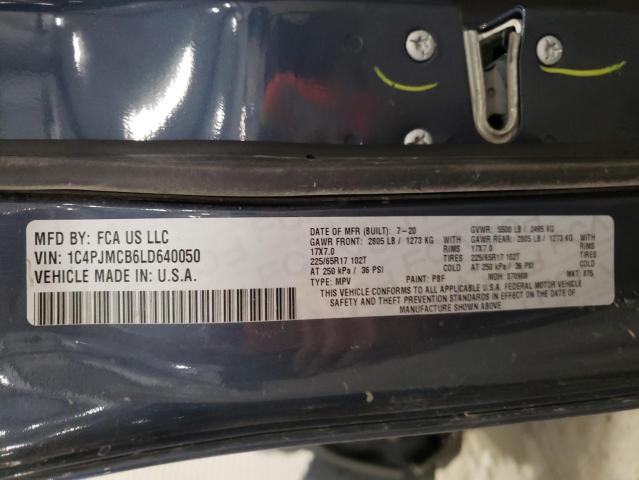 MFD BY: FCA US LLC
VIN: 1C4PJMCB6LD640050
VEHICLE MADE IN: U.S.A.
DATE OF MFR (BUILT): 7-20
GVWR: 5500 LB / 2495 KG
GAWR FRONT: 2805 LB / 1273 KG
GAWR REAR: 2805 LB / 1273 KG
17X7.0
RIMS
17X7.0
RIMS
225/65R17 102T
TIRES
225/65R17 102T
TIRES
AT 250 kPa / 36 PSI
COLD
AT 250 kPa / 36 PSI
COLD
TYPE: MPV
PAINT: PBF
MDH: 070908
MKT: 875
THIS VEHICLE CONFORMS TO ALL APPLICABLE U.S.A. FEDERAL MOTOR VEHICLE
SAFETY AND THEFT PREVENTION STANDARDS IN EFFECT ON THE DATE OF
MANUFACTURE SHOWN ABOVE.